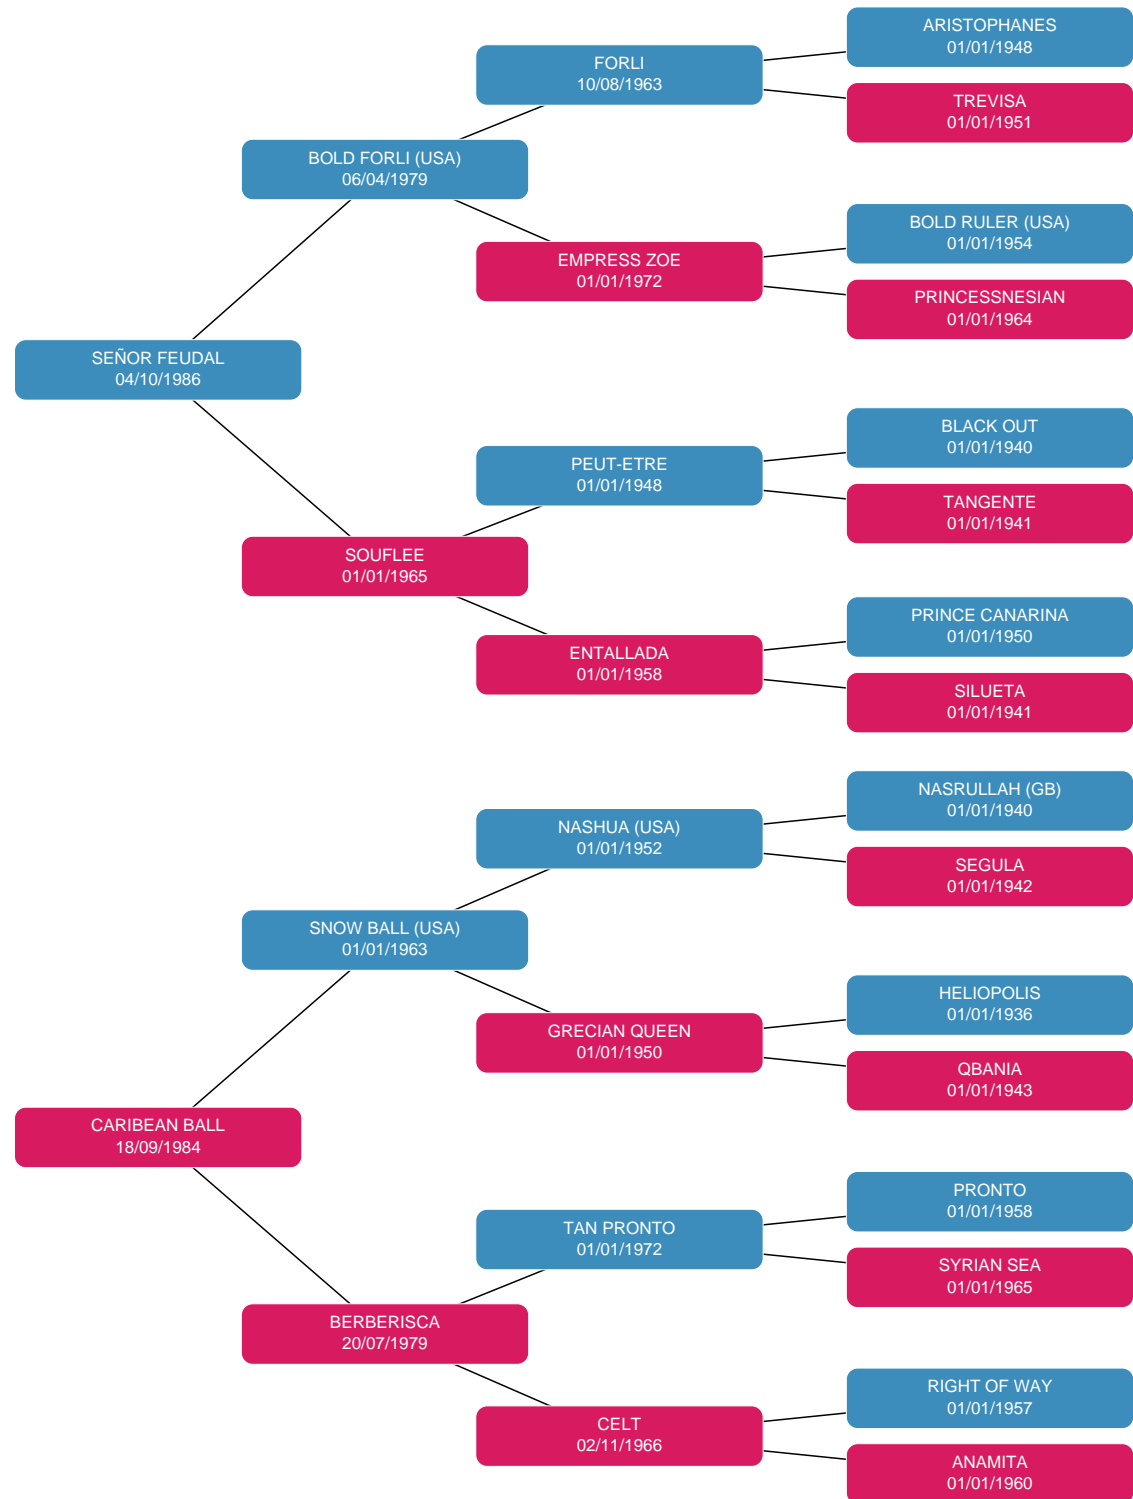 ARISTOPHANES
01/01/1948
FORLI
10/08/1963
TREVISA
01/01/1951
BOLD FORLI (USA)
06/04/1979
BOLD RULER (USA)
01/01/1954
EMPRESS ZOE
01/01/1972
PRINCESSNESIAN
01/01/1964
SEÑOR FEUDAL
04/10/1986
BLACK OUT
01/01/1940
PEUT-ETRE
01/01/1948
TANGENTE
01/01/1941
SOUFLEE
01/01/1965
PRINCE CANARINA
01/01/1950
ENTALLADA
01/01/1958
SILUETA
01/01/1941
NASRULLAH (GB)
01/01/1940
NASHUA (USA)
01/01/1952
SEGULA
01/01/1942
SNOW BALL (USA)
01/01/1963
HELIOPOLIS
01/01/1936
GRECIAN QUEEN
01/01/1950
QBANIA
01/01/1943
CARIBEAN BALL
18/09/1984
PRONTO
01/01/1958
TAN PRONTO
01/01/1972
SYRIAN SEA
01/01/1965
BERBERISCA
20/07/1979
RIGHT OF WAY
01/01/1957
CELT
02/11/1966
ANAMITA
01/01/1960